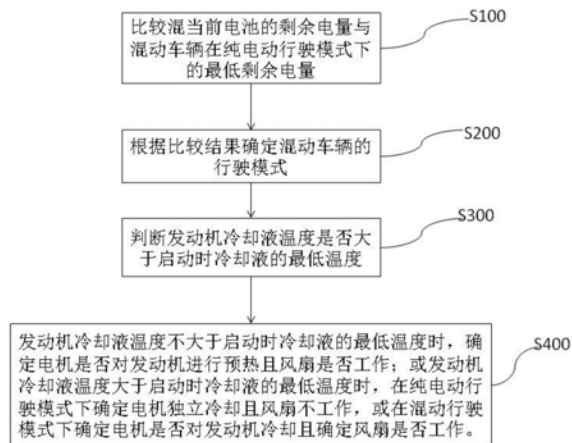 比较混当前电池的剩余电量与
混动车辆在纯电动行驶模式下
的最低剩余电量
S100
根据比较结果确定混动车辆的
行驶模式
S200
判断发动机冷却液温度是否大
于启动时冷却液的最低温度
S300
发动机冷却液温度不大于启动时冷却液的最低温度时，确
定电机是否对发动机进行预热且风扇是否工作；或发动机
冷却液温度大于启动时冷却液的最低温度时，在纯电动行
驶模式下确定电机独立冷却且风扇不工作，或在混动行驶
模式下确定电机是否对发动机冷却且确定风扇是否工作。
S400